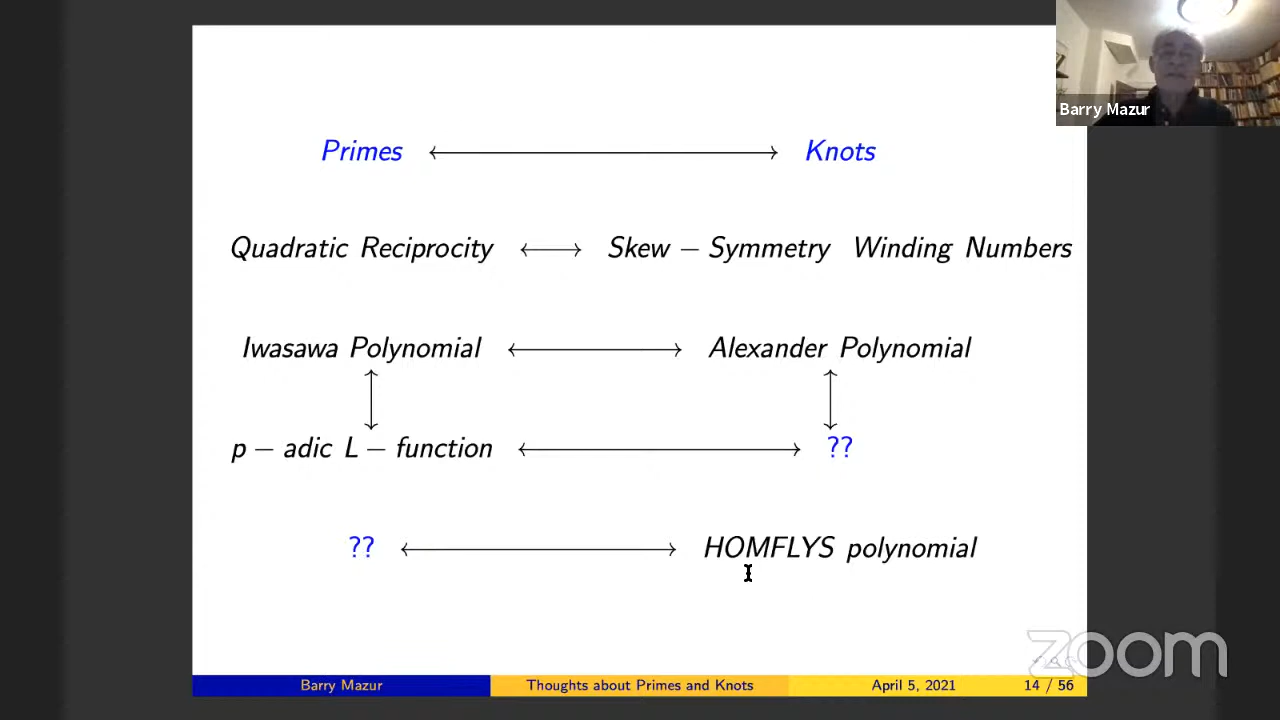 Barry Mazur
Primes ⟷ Knots
Quadratic Reciprocity ⟷ Skew – Symmetry Winding Numbers
Iwasawa Polynomial ⟷ Alexander Polynomial
p – adic L – function ⟷ ??
?? ⟷ HOMFLYS polynomial
zoom
Barry Mazur Thoughts about Primes and Knots April 5, 2021 14 / 56